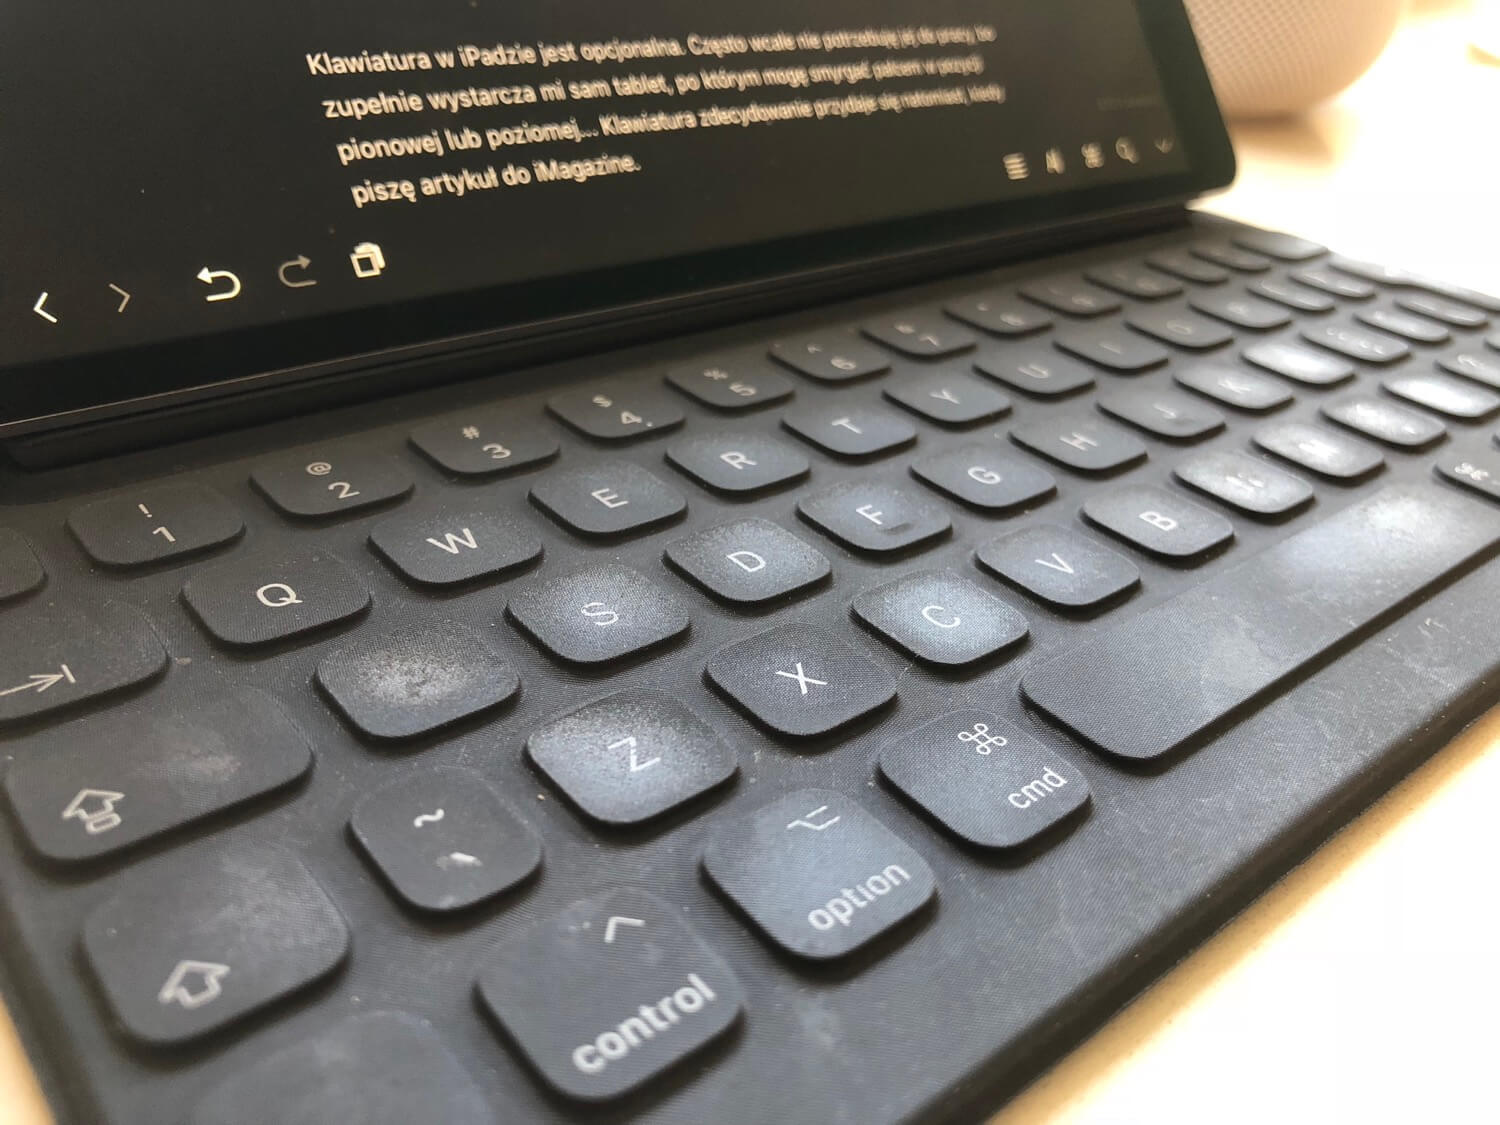 Klawiatura w iPadzie jest opcjonalna. Często wcale nie potrzebuję jej do pracy, bo
zupełnie wystarcza mi sam tablet, po którym mogę smyrgać palcem w pozycji
pionowej lub poziomej... Klawiatura zdecydowanie przydaje się natomiast, kiedy
piszę artykuł do iMagazine.
! @ # $ % ^
1 2 3 4 5 6 7
Q W E R T Y U I O
S D F G H J K
~ Z X C V B
⌥ ⌘
^ option cmd
control